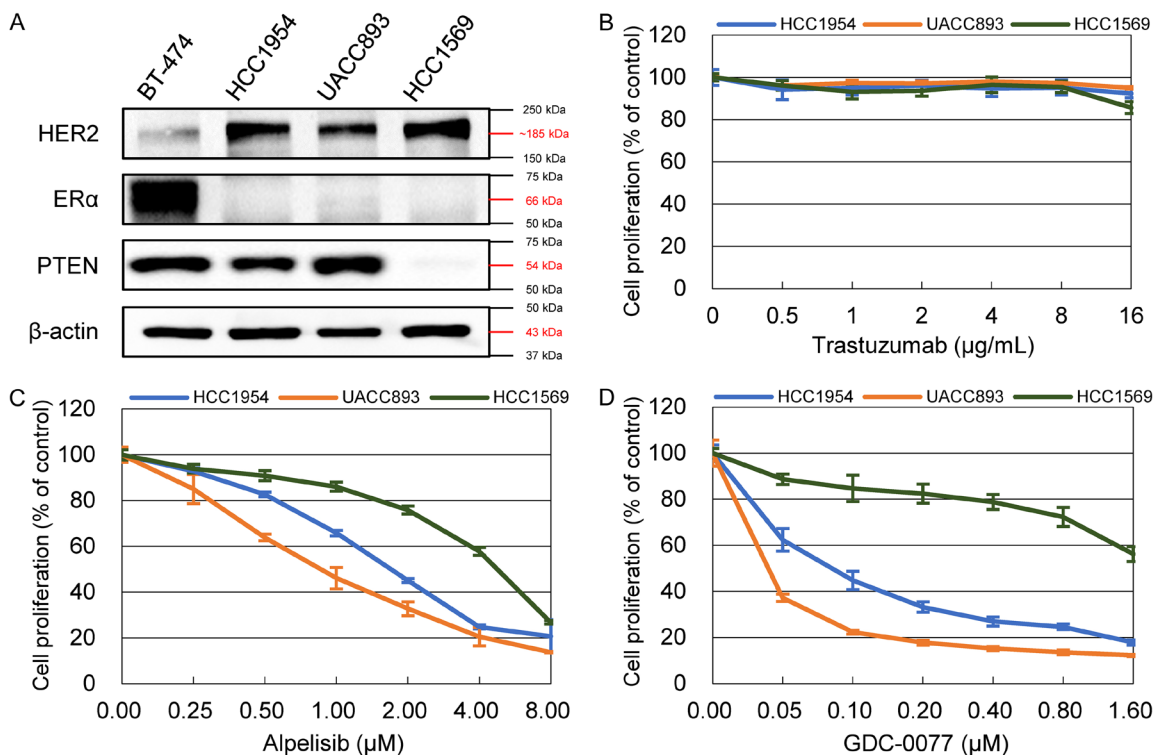 A
BT-474
HCC1954
UACC893
HCC1569
HER2
250 kDa
~185 kDa
150 kDa
ERα
75 kDa
66 kDa
50 kDa
PTEN
75 kDa
54 kDa
50 kDa
β-actin
50 kDa
43 kDa
37 kDa
B
HCC1954 UACC893 HCC1569
Cell proliferation (% of control)
120
100
80
60
40
20
0
0 0.5 1 2 4 8 16
Trastuzumab (µg/mL)
C
HCC1954 UACC893 HCC1569
Cell proliferation (% of control)
120
100
80
60
40
20
0
0.00 0.25 0.50 1.00 2.00 4.00 8.00
Alpelisib (µM)
D
HCC1954 UACC893 HCC1569
Cell proliferation (% of control)
120
100
80
60
40
20
0
0.00 0.05 0.10 0.20 0.40 0.80 1.60
GDC-0077 (µM)